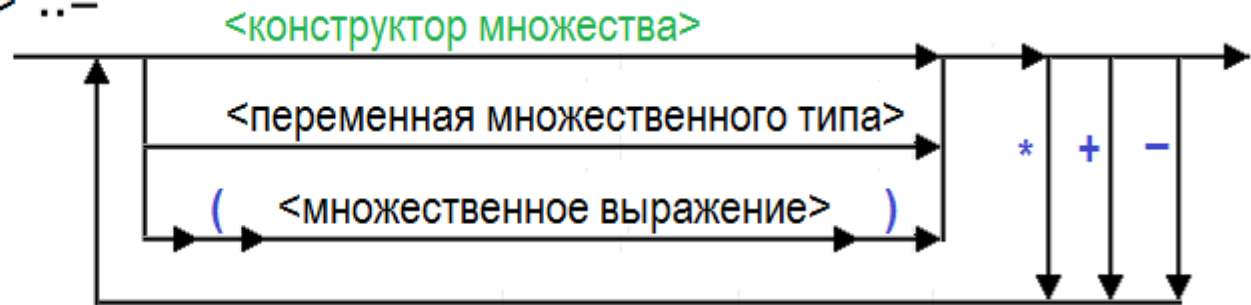 > ..–
<конструктор множества>
<переменная множественного типа>
* + –
( <множественное выражение> )